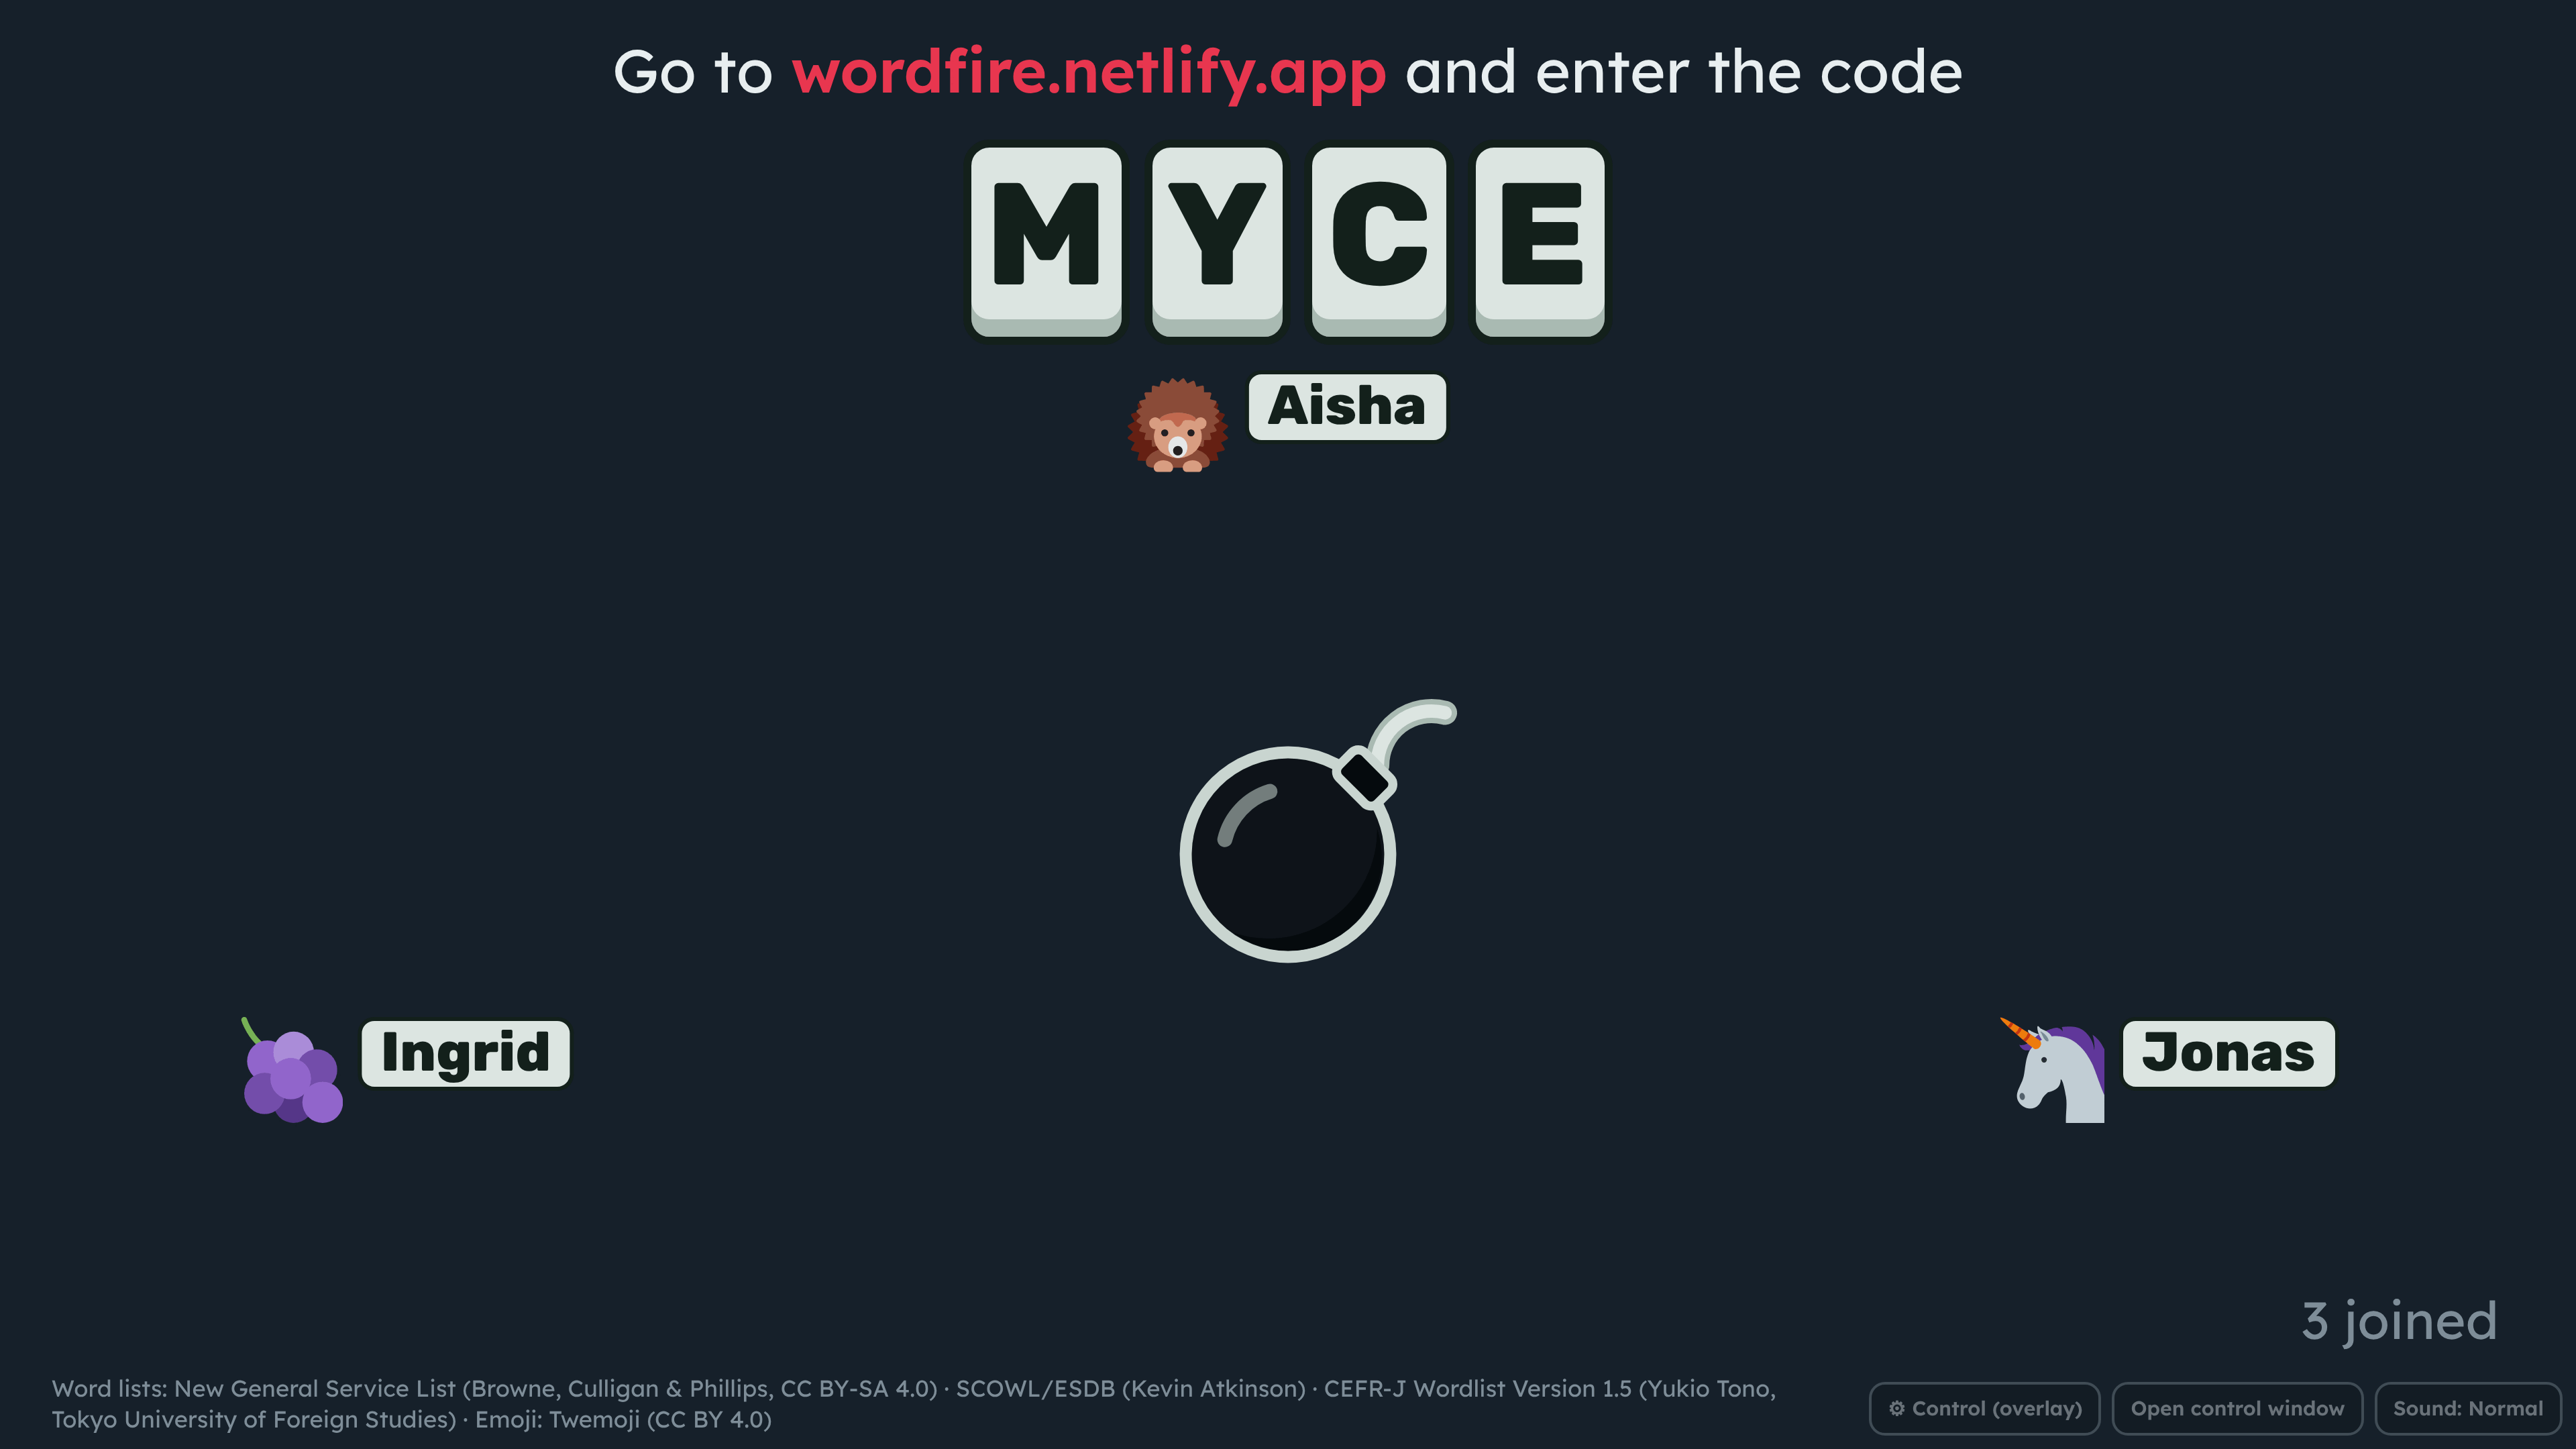 Go to wordfire.netlify.app and enter the code
MYCE
Aisha
Ingrid
Jonas
3 joined
Word lists: New General Service List (Browne, Culligan & Phillips, CC BY-SA 4.0) · SCOWL/ESDB (Kevin Atkinson) · CEFR-J Wordlist Version 1.5 (Yukio Tono,
Tokyo University of Foreign Studies) · Emoji: Twemoji (CC BY 4.0)
⚙ Control (overlay)
Open control window
Sound: Normal